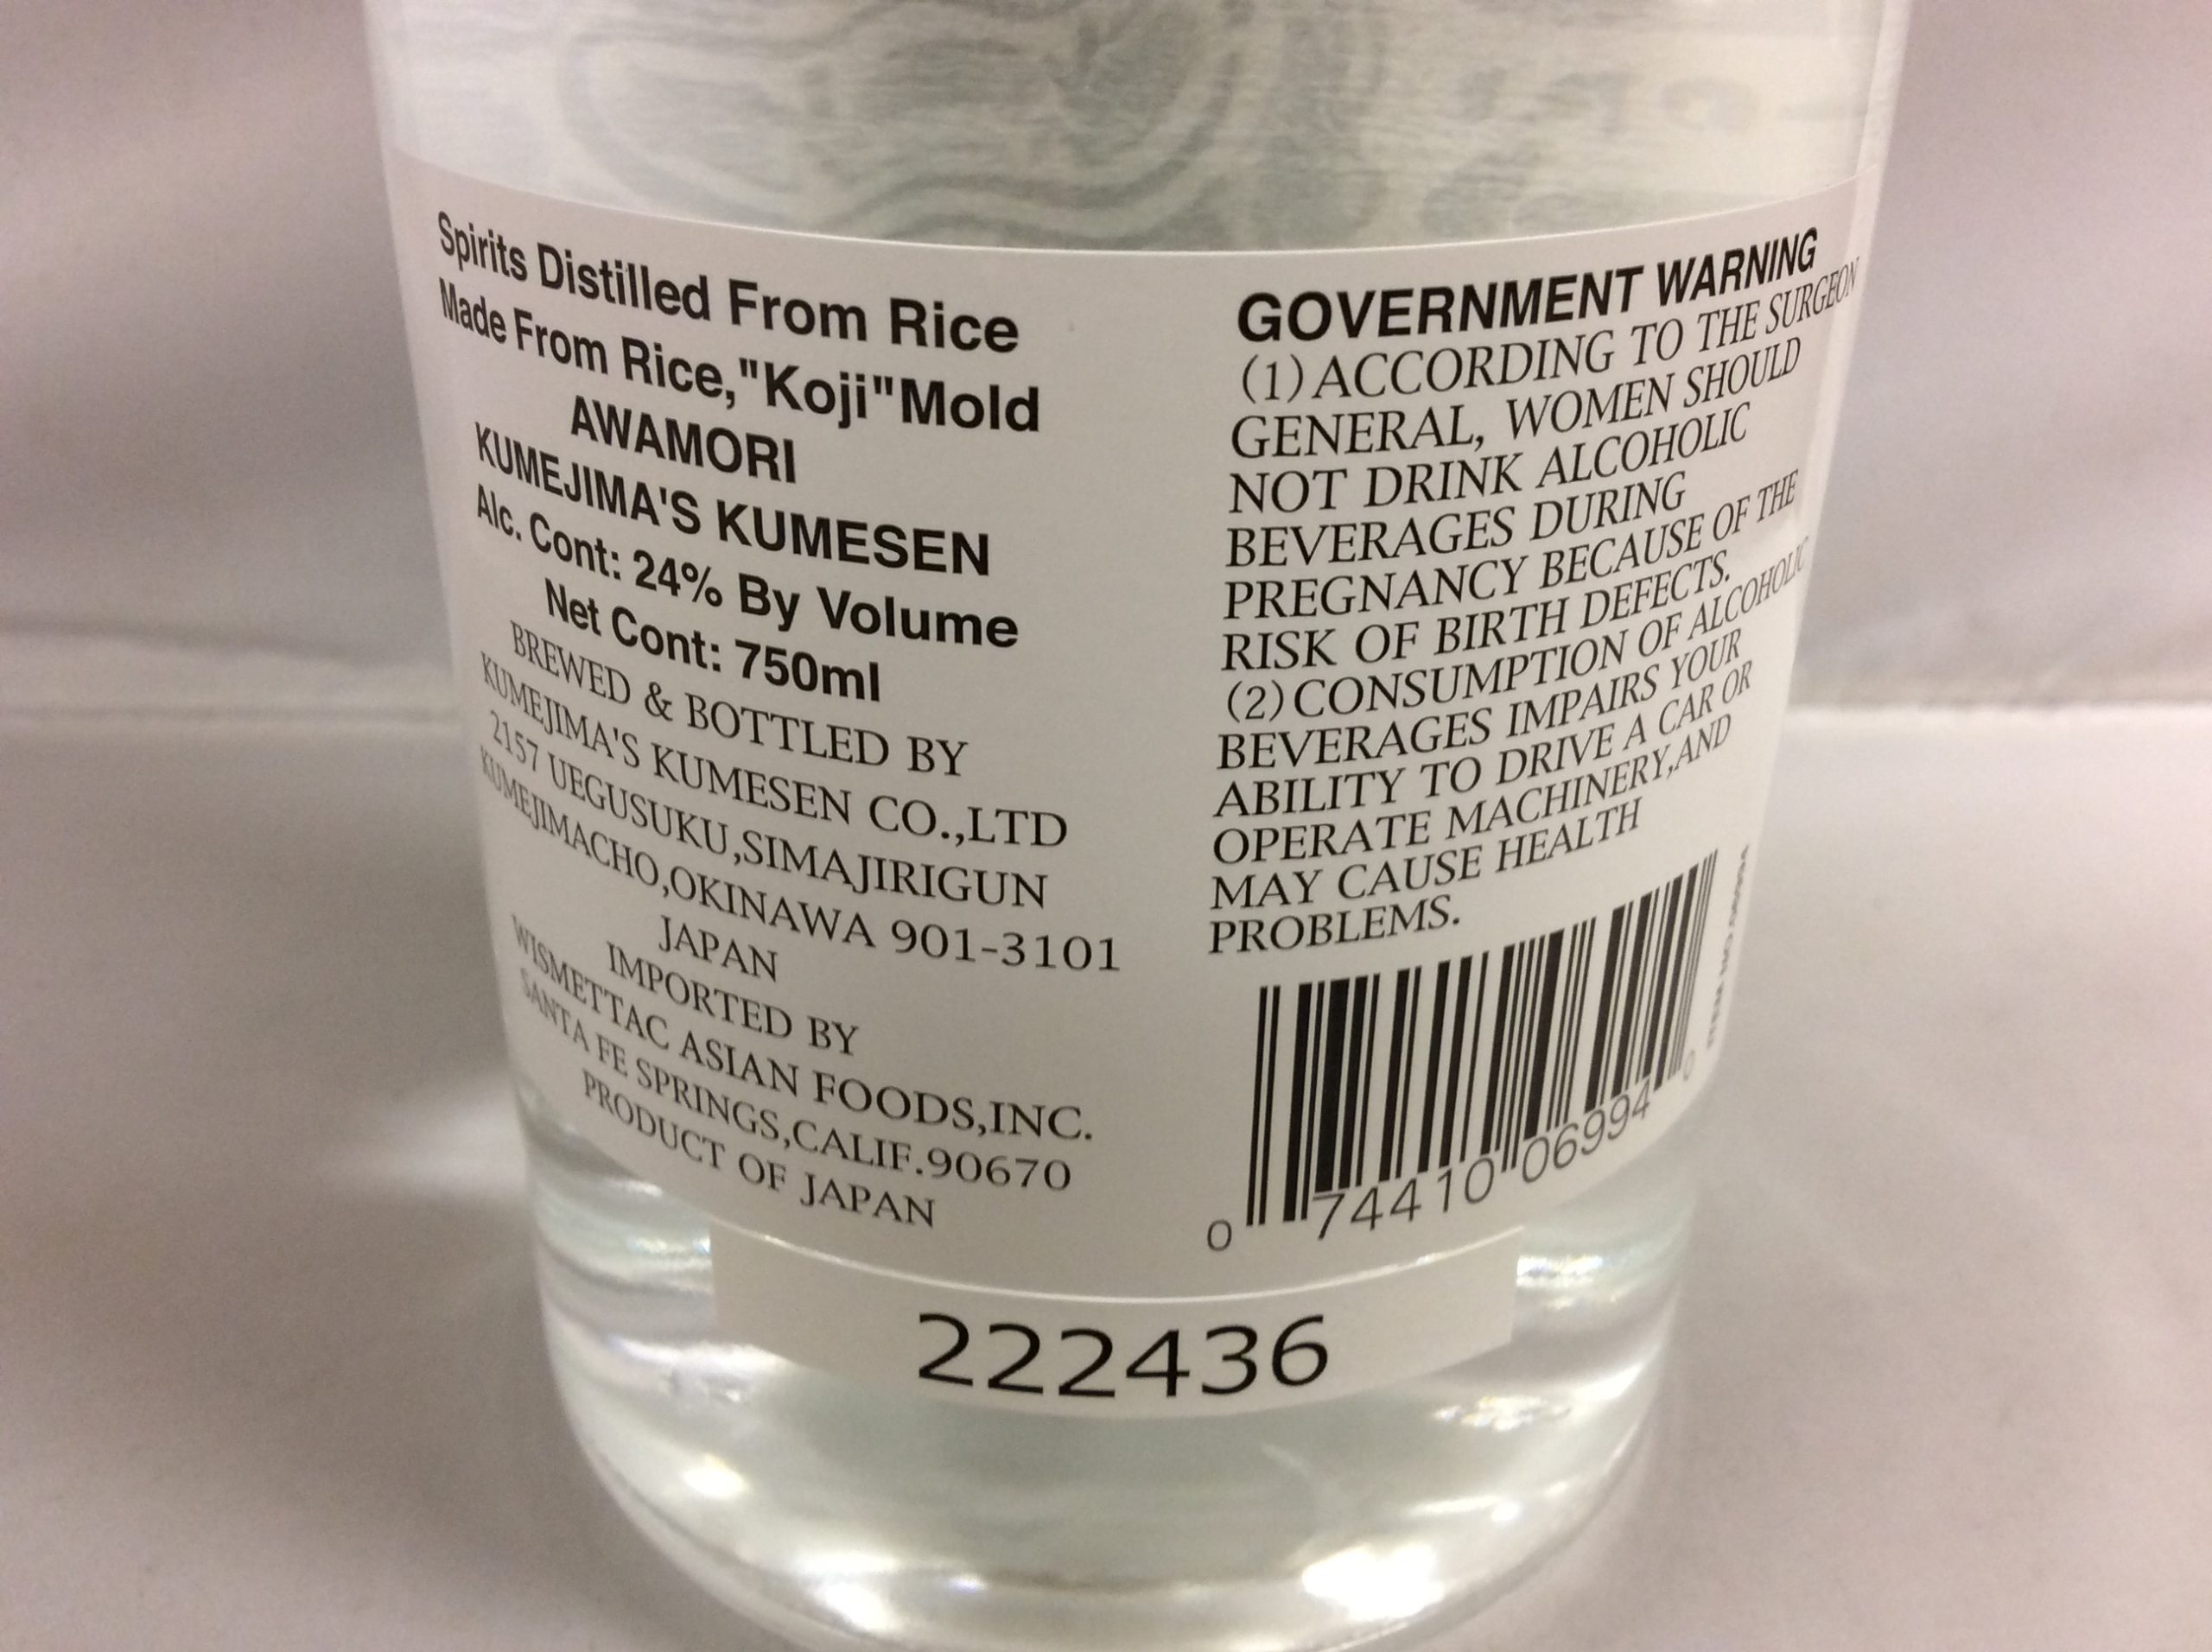 Spirits Distilled From Rice
Made From Rice,"Koji"Mold
AWAMORI
KUMEJIMA'S KUMESEN
Alc. Cont: 24% By Volume
Net Cont: 750ml
BREWED & BOTTLED BY
KUMEJIMA'S KUMESEN CO.,LTD
2157 UEGUSUKU,SIMAJIRIGUN
KUMEJIMACHO,OKINAWA 901-3101
JAPAN
IMPORTED BY
WISMETTAC ASIAN FOODS,INC.
SANTA FE SPRINGS,CALIF.90670
PRODUCT OF JAPAN
GOVERNMENT WARNING
(1)ACCORDING TO THE SURGEON
GENERAL, WOMEN SHOULD
NOT DRINK ALCOHOLIC
BEVERAGES DURING
PREGNANCY BECAUSE OF THE
RISK OF BIRTH DEFECTS.
(2)CONSUMPTION OF ALCOHOLIC
BEVERAGES IMPAIRS YOUR
ABILITY TO DRIVE A CAR OR
OPERATE MACHINERY,AND
MAY CAUSE HEALTH
PROBLEMS.
0 74410 06994 0
222436